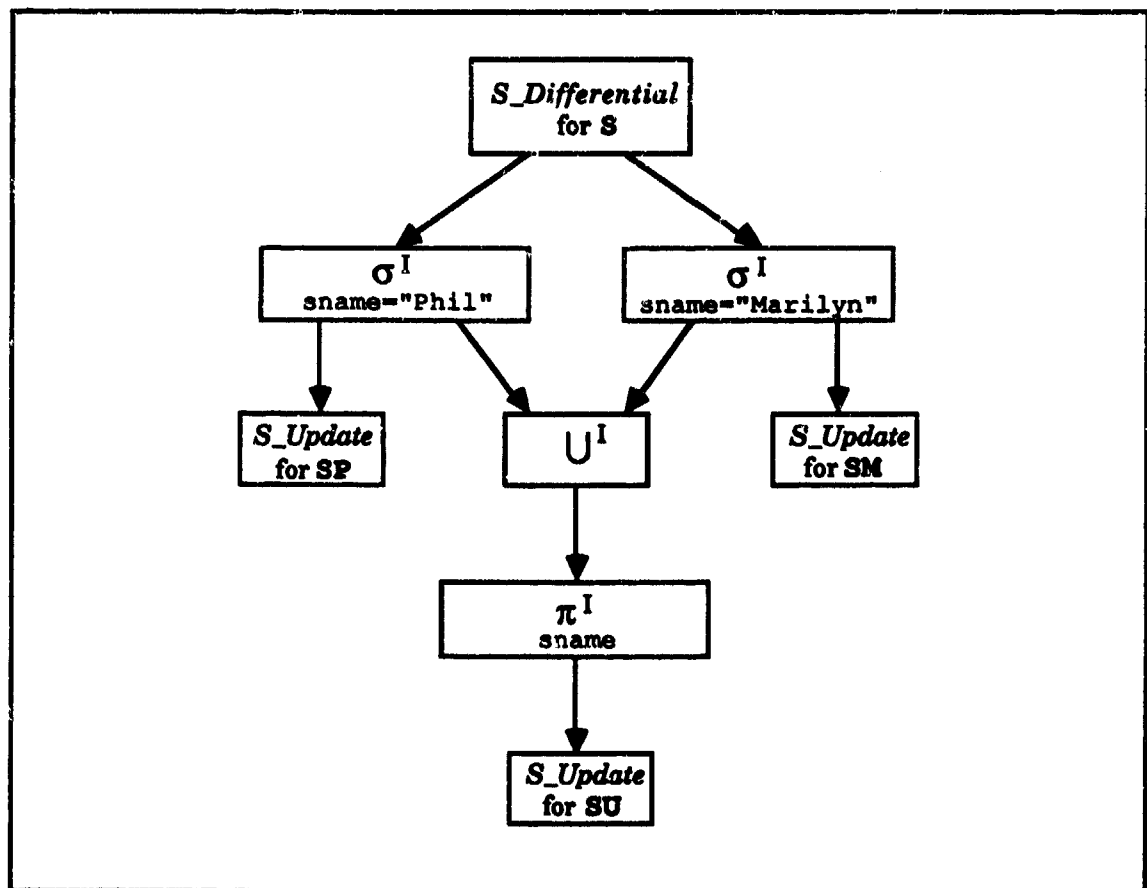 S_Differential
for S
σ^I
sname="Phil"
σ^I
sname="Marilyn"
S_Update
for SP
∪^I
S_Update
for SM
π^I
sname
S_Update
for SU